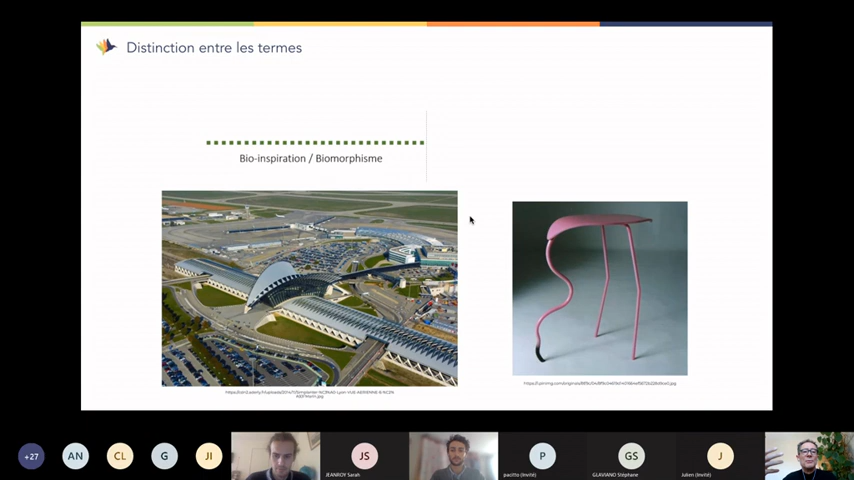 Distinction entre les termes
Bio-inspiration / Biomorphisme
+27
AN
CL
G
JI
JS
JEANROY Sarah
P
pacitto (Invité)
GS
GLAVIANO Stéphane
J
Julien (Invité)